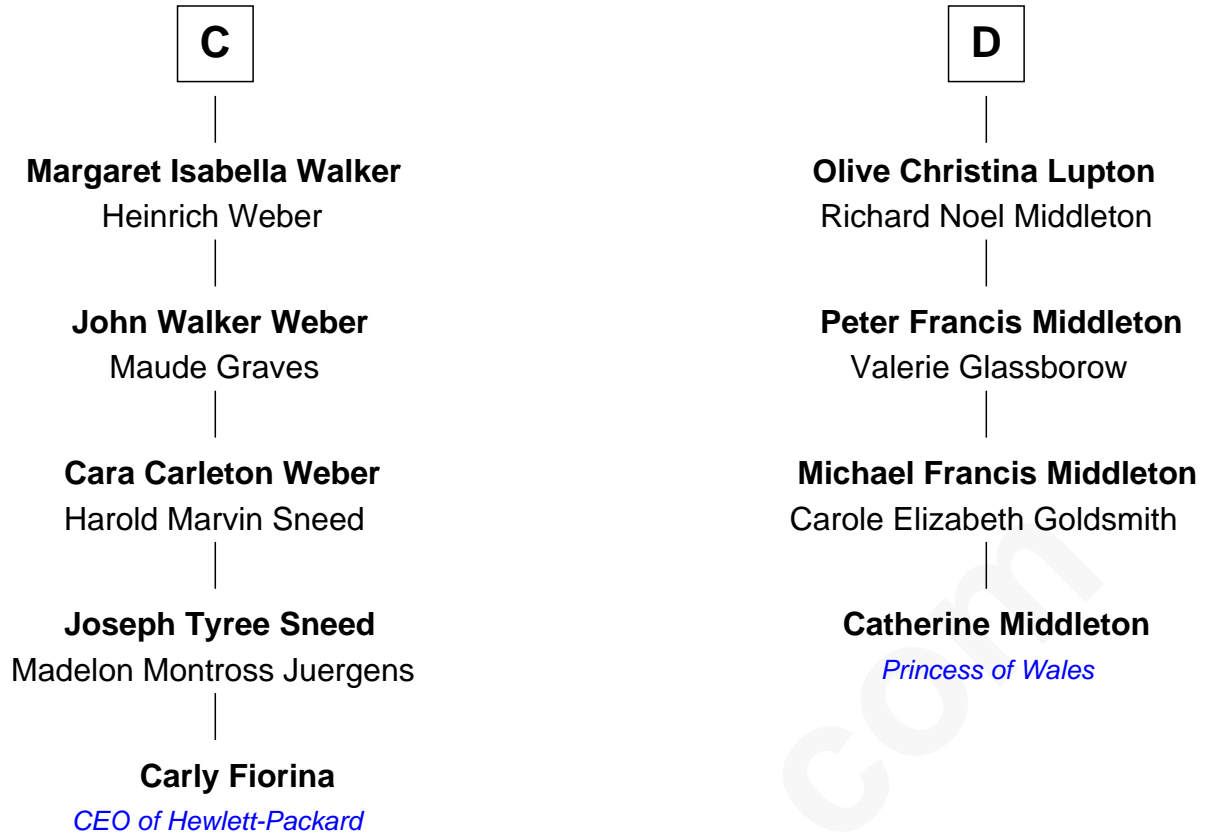 C
Margaret Isabella Walker
Heinrich Weber
John Walker Weber
Maude Graves
Cara Carleton Weber
Harold Marvin Sneed
Joseph Tyree Sneed
Madelon Montross Juergens
Carly Fiorina
CEO of Hewlett-Packard
D
Olive Christina Lupton
Richard Noel Middleton
Peter Francis Middleton
Valerie Glassborow
Michael Francis Middleton
Carole Elizabeth Goldsmith
Catherine Middleton
Princess of Wales
com